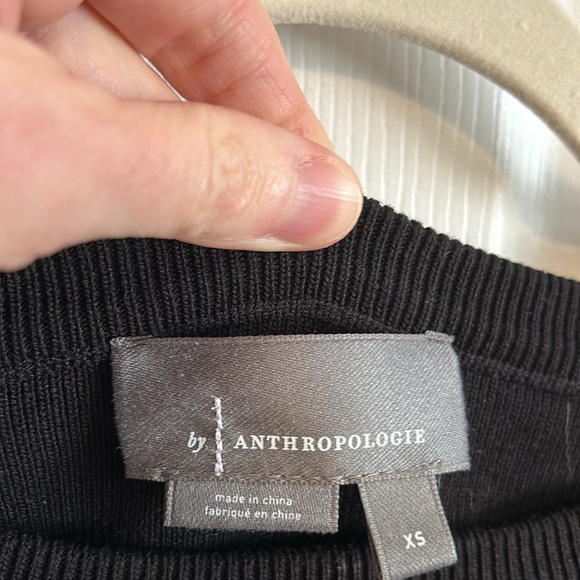 by ANTHROPOLOGIE
made in china
fabriqué en chine
XS